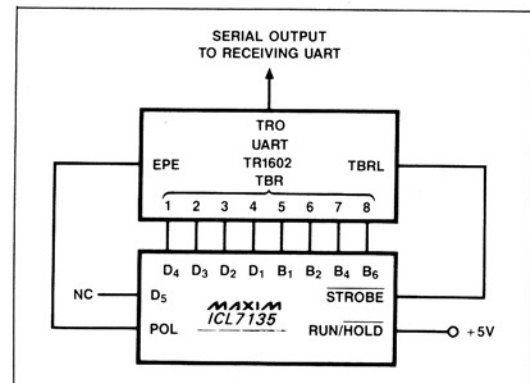 SERIAL OUTPUT
TO RECEIVING UART
TRO
UART
EPE TR1602 TBRL
TBR
1 2 3 4 5 6 7 8
D4 D3 D2 D1 B1 B2 B4 B6
NC D5 MAXIM STROBE
ICL7135
POL RUN/HOLD +5V